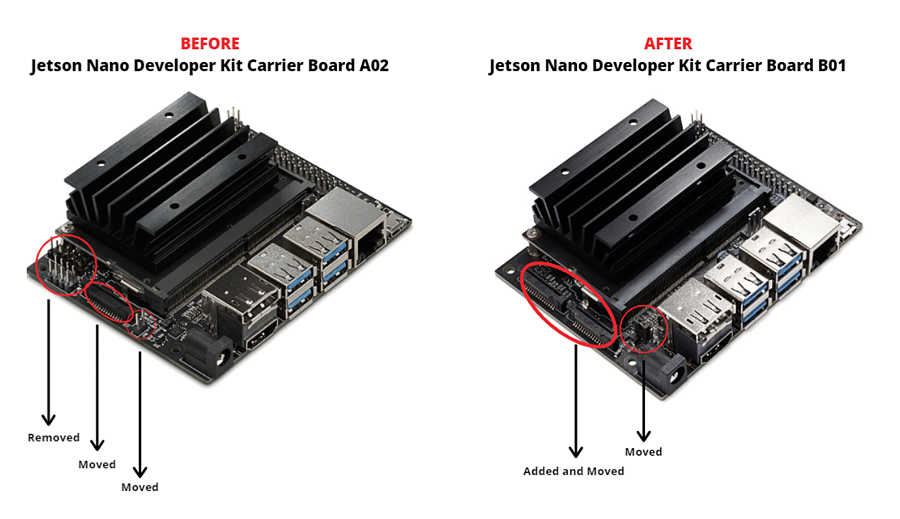 BEFORE
Jetson Nano Developer Kit Carrier Board A02
AFTER
Jetson Nano Developer Kit Carrier Board B01
Removed
Moved
Moved
Added and Moved
Moved